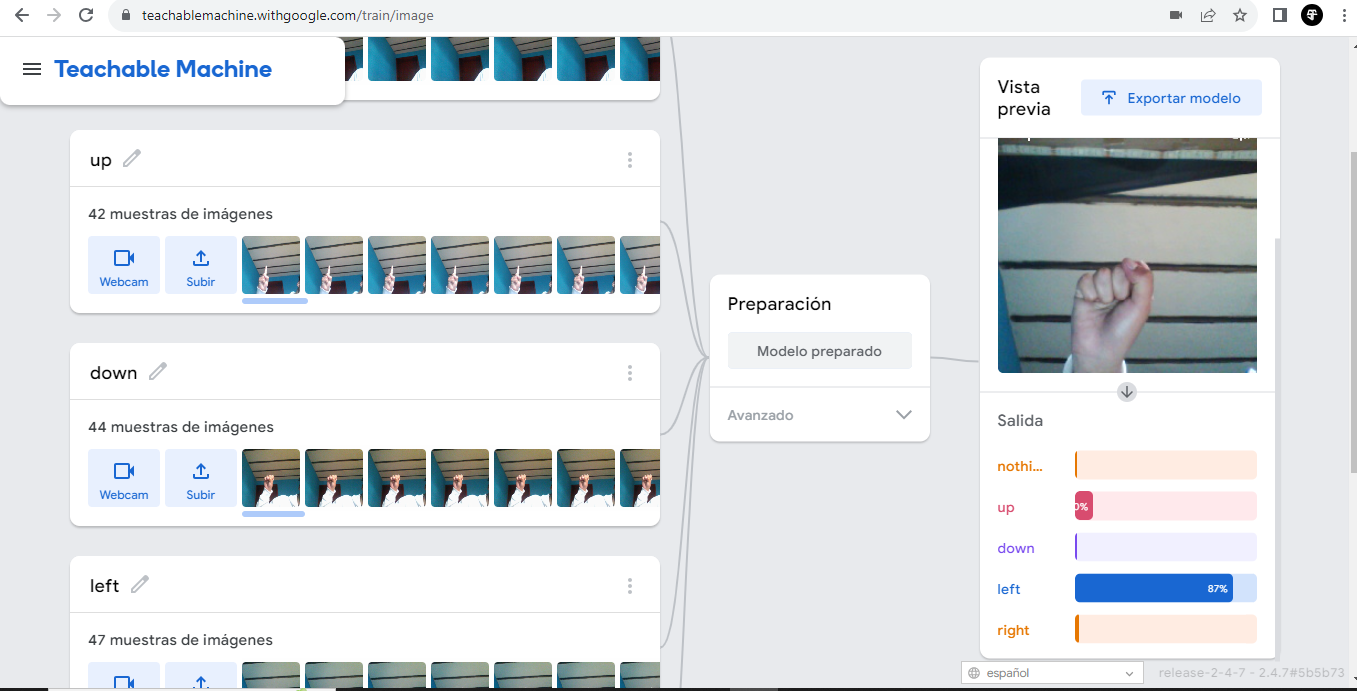 teachablemachine.withgoogle.com/train/image
Teachable Machine
up
42 muestras de imágenes
Webcam
Subir
down
44 muestras de imágenes
Webcam
Subir
left
47 muestras de imágenes
Preparación
Modelo preparado
Avanzado
Vista
previa
Exportar modelo
Salida
nothi...
up
down
left 87%
right
español
release-2-4-7 - 2.4.7#5b5b73